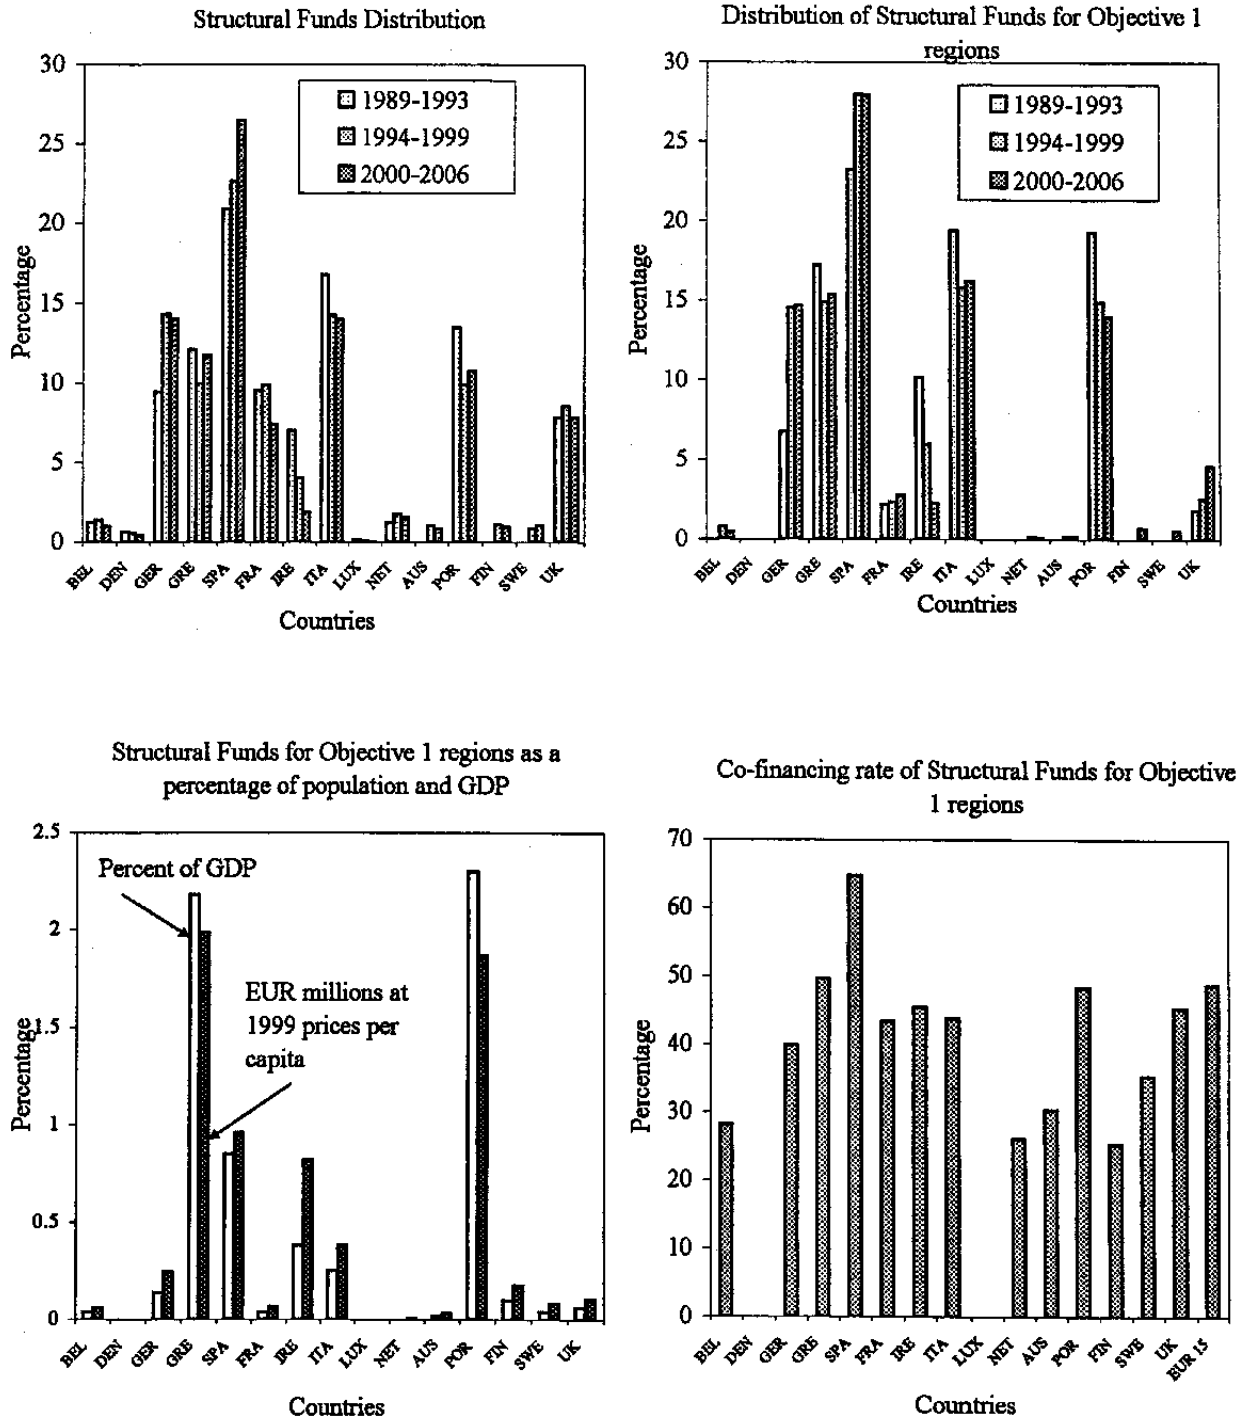 Structural Funds Distribution
30
25
20
15
10
5
0
Percentage
1989-1993
1994-1999
2000-2006
BEL
DEN
GER
GRE
SPA
FRA
IRE
ITA
LUX
NET
AUS
POR
FIN
SWE
UK
Countries
Distribution of Structural Funds for Objective 1
regions
30
25
20
15
10
5
0
Percentage
1989-1993
1994-1999
2000-2006
BEL
DEN
GER
GRE
SPA
FRA
IRE
ITA
LUX
NET
AUS
POR
FIN
SWE
UK
Countries
Structural Funds for Objective 1 regions as a
percentage of population and GDP
2.5
2
1.5
1
0.5
0
Percentage
Percent of GDP
EUR millions at
1999 prices per
capita
BEL
DEN
GER
GRE
SPA
FRA
IRE
ITA
LUX
NET
AUS
POR
FIN
SWE
UK
Countries
Co-financing rate of Structural Funds for Objective
1 regions
70
60
50
40
30
20
10
0
Percentage
BEL
DEN
GER
GRE
SPA
FRA
IRE
ITA
LUX
NET
AUS
POR
FIN
SWE
UK
EUR 15
Countries